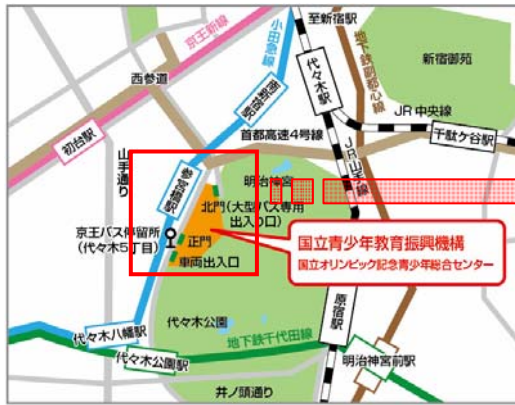 至新宿駅
京王新線
小田急線
地下鉄副都心線
新宿御苑
西参道
南新宿駅
代々木駅
JR中央線
千駄ケ谷駅
初台駅
首都高速4号線
山手通り
参宮橋駅
JR山手線
明治神宮
北門(大型バス専用
出入り口)
京王バス停留所
(代々木5丁目)
正門
車両出入口
国立青少年教育振興機構
国立オリンピック記念青少年総合センター
原宿駅
代々木公園
代々木八幡駅
地下鉄千代田線
代々木公園駅
明治神宮前駅
井ノ頭通り